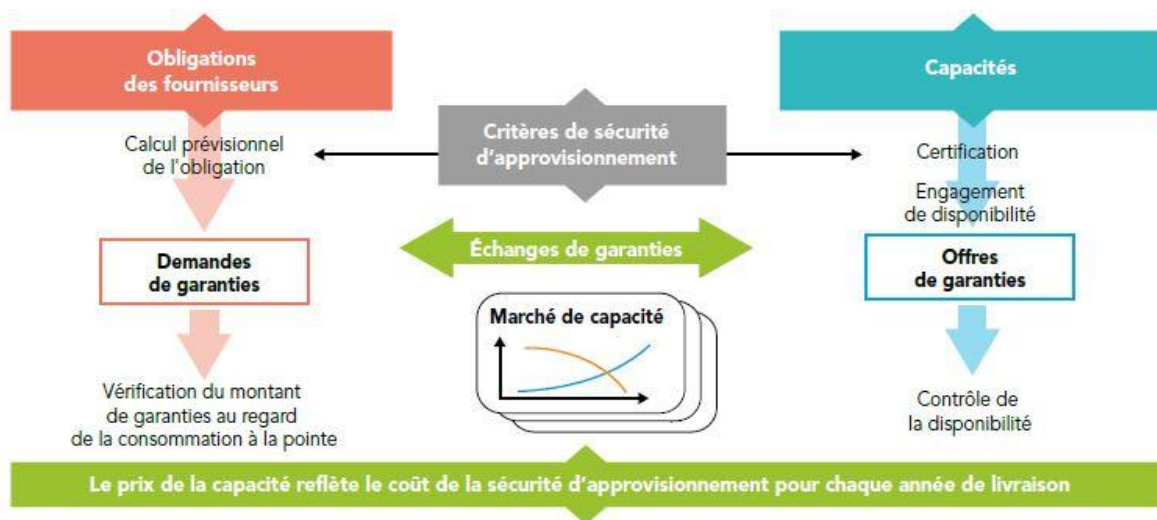 Obligations
des fournisseurs
Capacités
Critères de sécurité
d'approvisionnement
Calcul prévisionnel
de l'obligation
Certification
Engagement
de disponibilité
Échanges de garanties
Demandes
de garanties
Offres
de garanties
Marché de capacité
Vérification du montant
de garanties au regard
de la consommation à la pointe
Contrôle de
la disponibilité
Le prix de la capacité reflète le coût de la sécurité d'approvisionnement pour chaque année de livraison